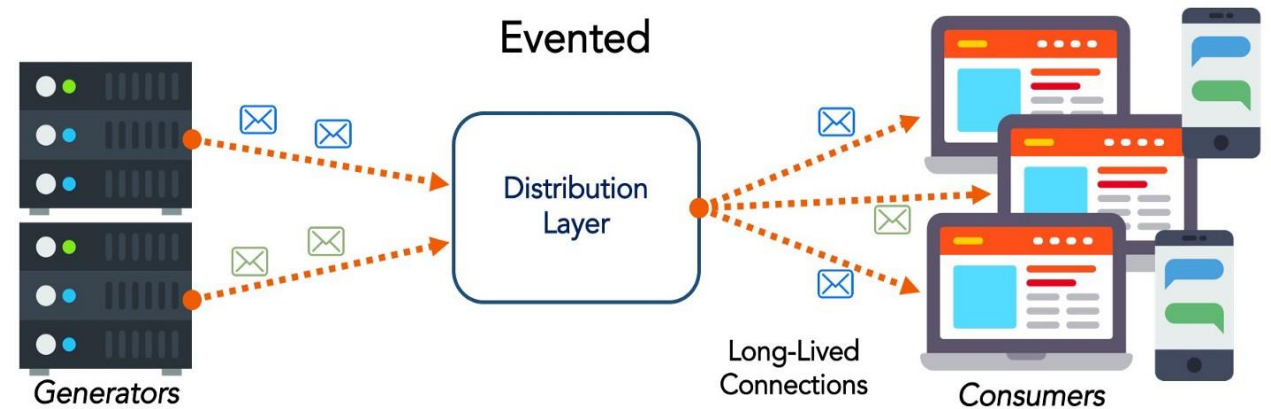 Evented
Distribution
Layer
Long-Lived
Connections
Generators
Consumers